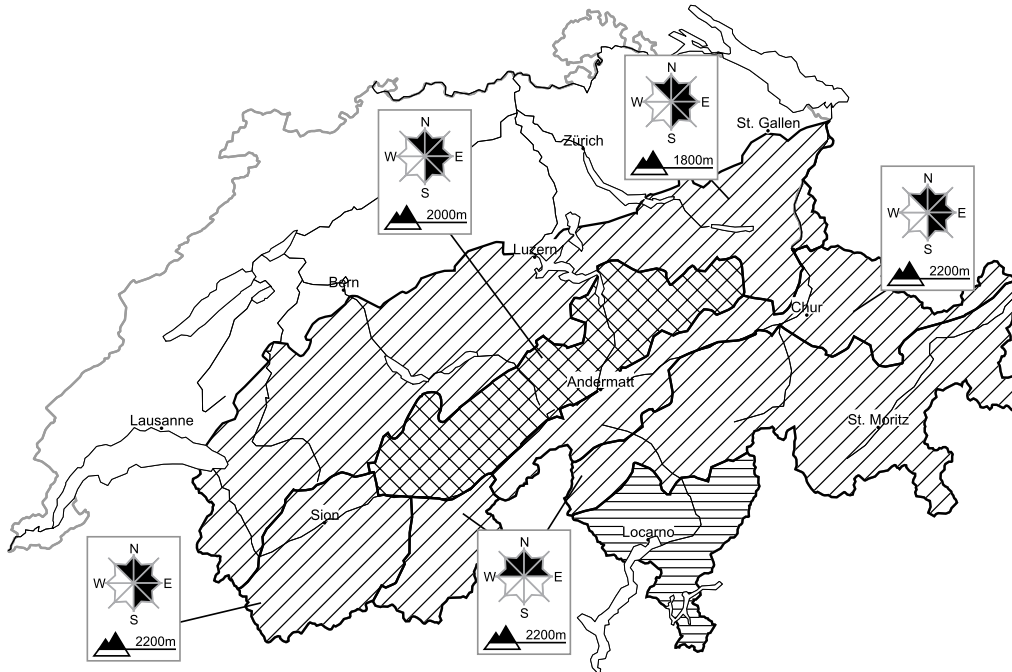 N
W E
S
1800m
St. Gallen
Zürich
N
W E
S
2000m
N
W E
S
2200m
Luzern
Bern
Chur
Andermatt
Lausanne
St. Moritz
Sion
Locarno
N
W E
S
2200m
N
W E
S
2200m